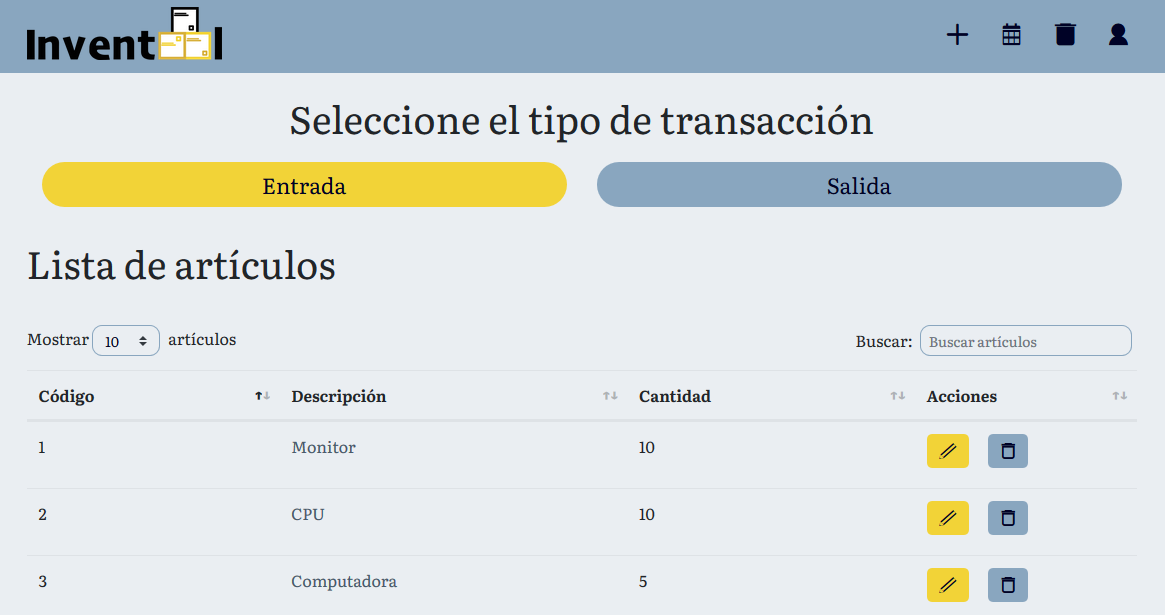 Invent l
Seleccione el tipo de transacción
Entrada Salida
Lista de artículos
Mostrar 10 artículos Buscar: Buscar artículos
Código Descripción Cantidad Acciones
1 Monitor 10
2 CPU 10
3 Computadora 5